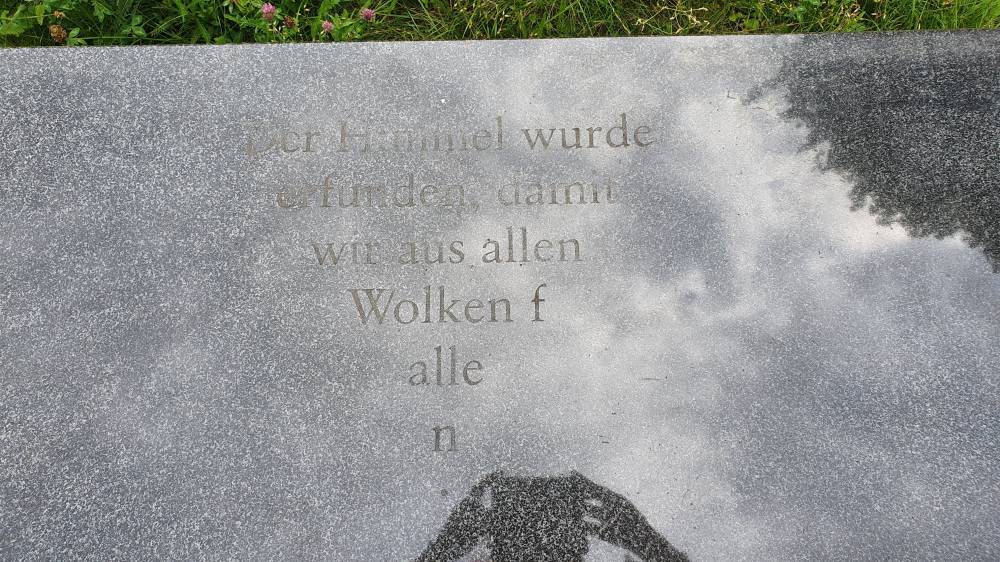 Der Himmel wurde
erfunden, damit
wir aus allen
Wolken f
alle
n
.